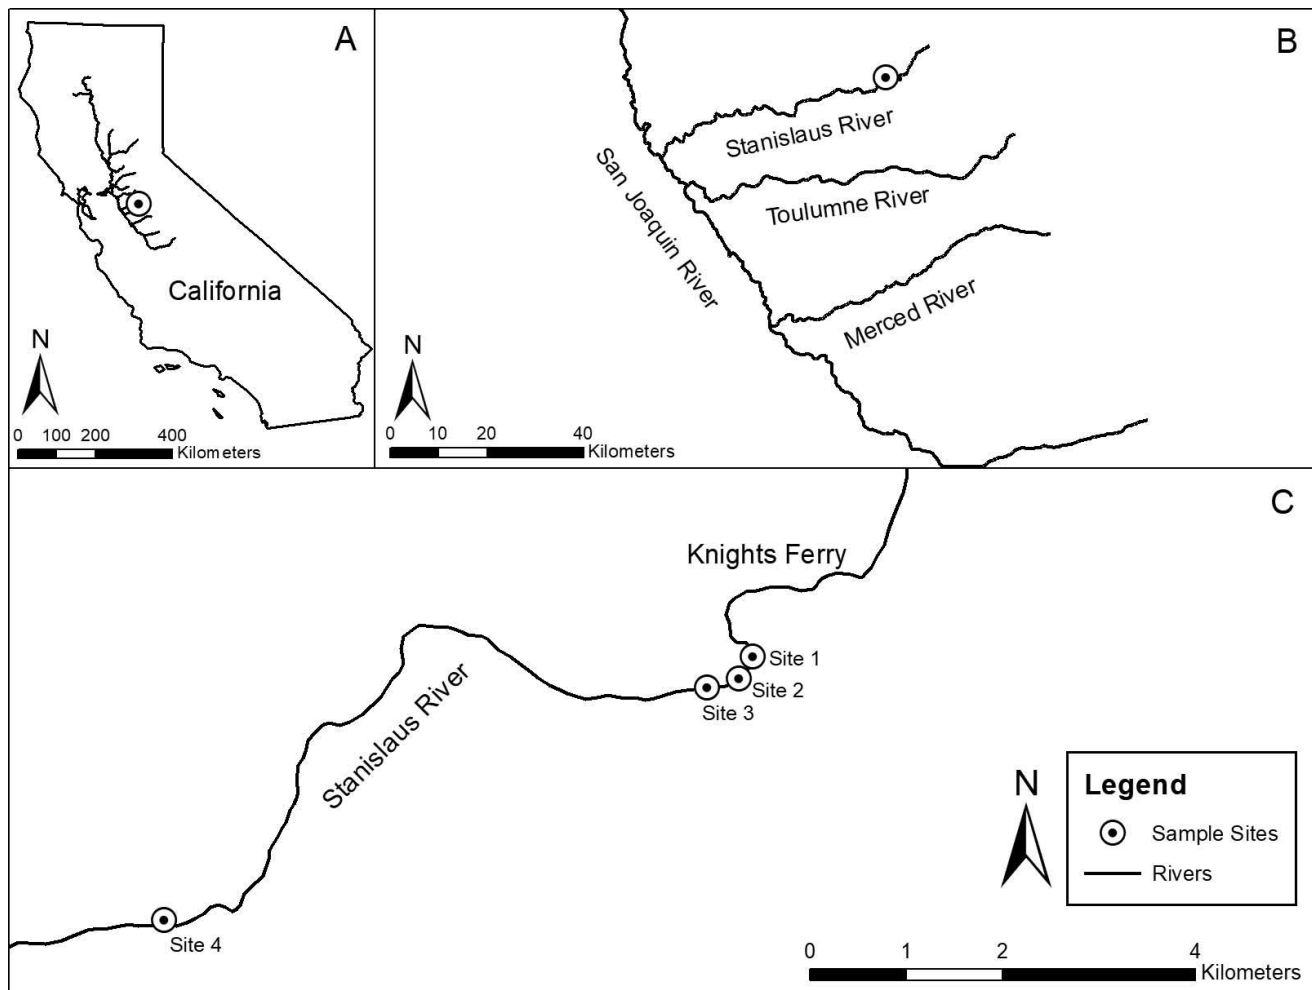 A
California
N
0 100 200 400
Kilometers
B
Stanislaus River
Toulumne River
San Joaquin River
Merced River
N
0 10 20 40
Kilometers
C
Knights Ferry
Site 1
Site 2
Site 3
Stanislaus River
Site 4
N
Legend
Sample Sites
Rivers
0 1 2 4
Kilometers